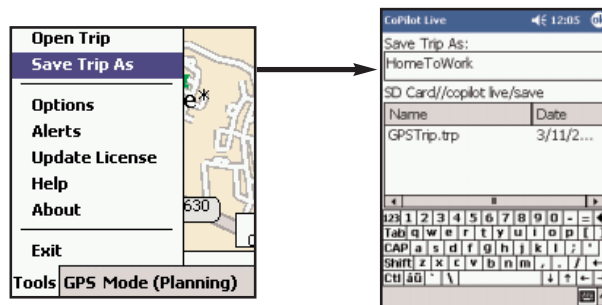 Open Trip
Save Trip As
Options
Alerts
Update License
Help
About
Exit
Tools GPS Mode (Planning)
e*
630
CoPilot Live 12:05 ok
Save Trip As:
HomeToWork
SD Card//copilot live/save
Name Date
GPSTrip.trp 3/11/2...
123 1 2 3 4 5 6 7 8 9 0 - =
Tab q w e r t y u i o p [
CAP a s d f g h j k l ; '
Shift z x c v b n m , . /
Ctl áü ` \